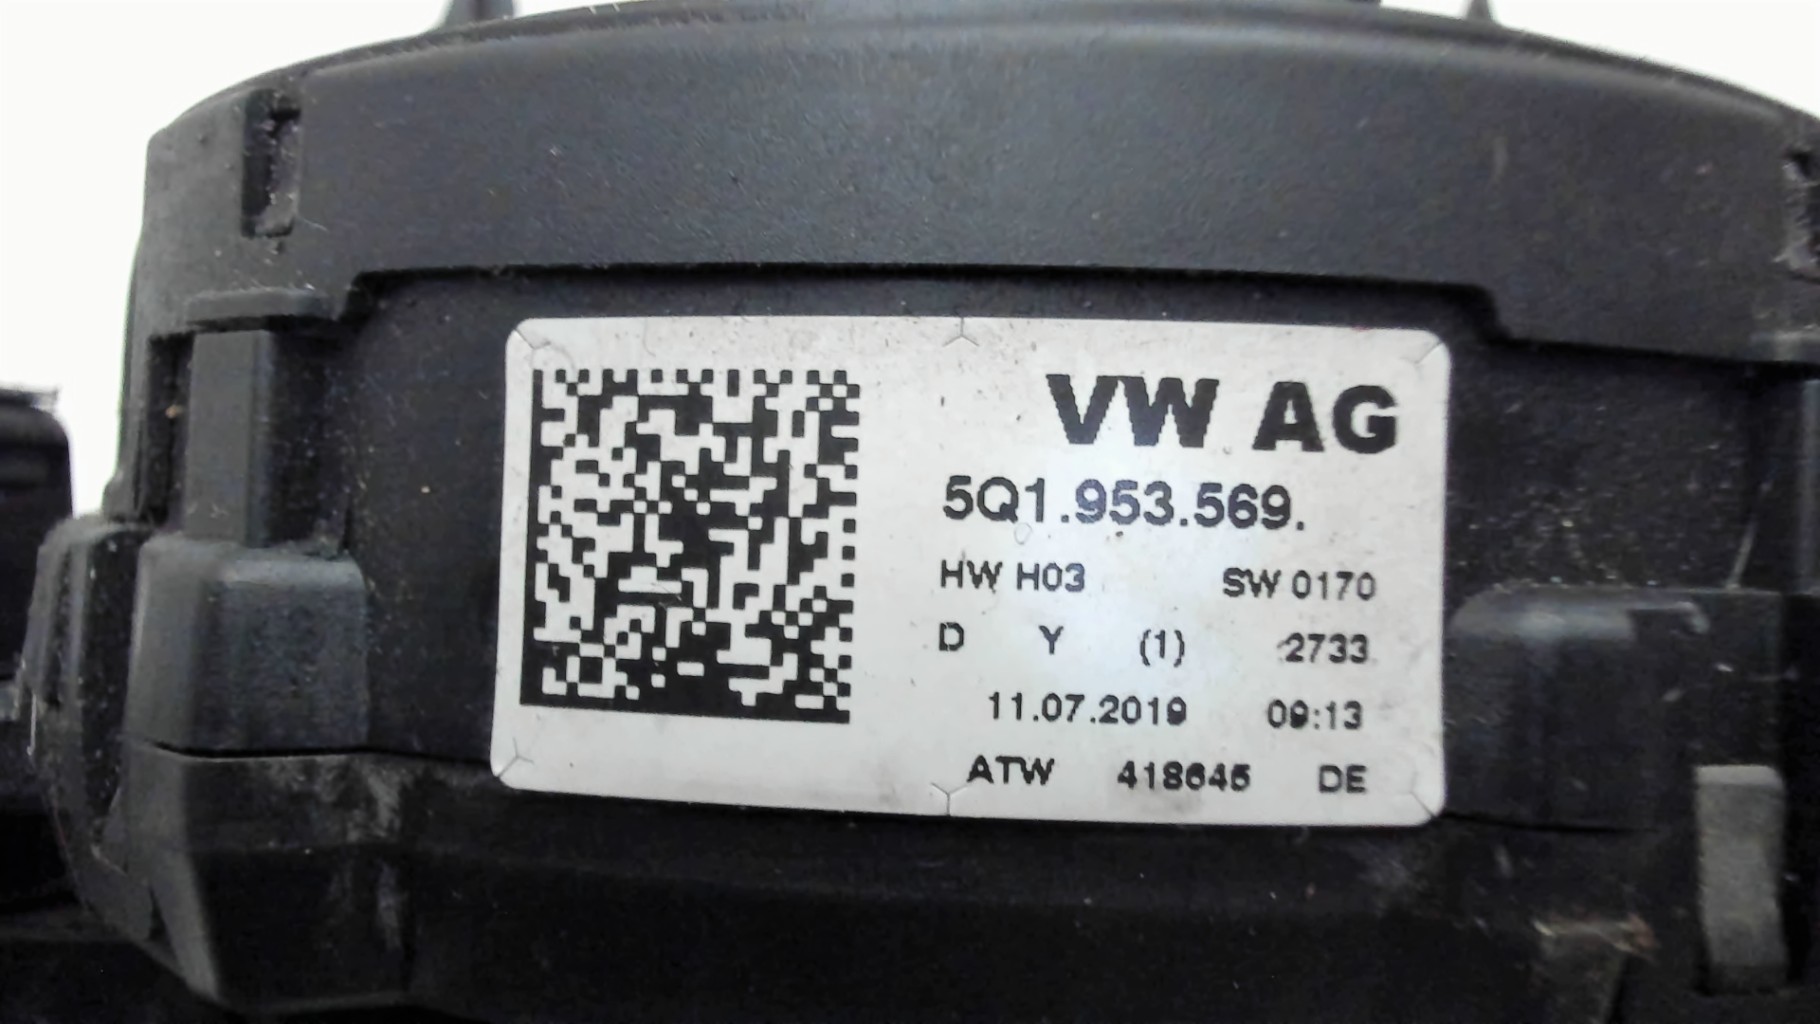 VW AG
5Q1.953.569.
HW H03 SW 0170
D Y (1) 2733
11.07.2019 09:13
ATW 418645 DE